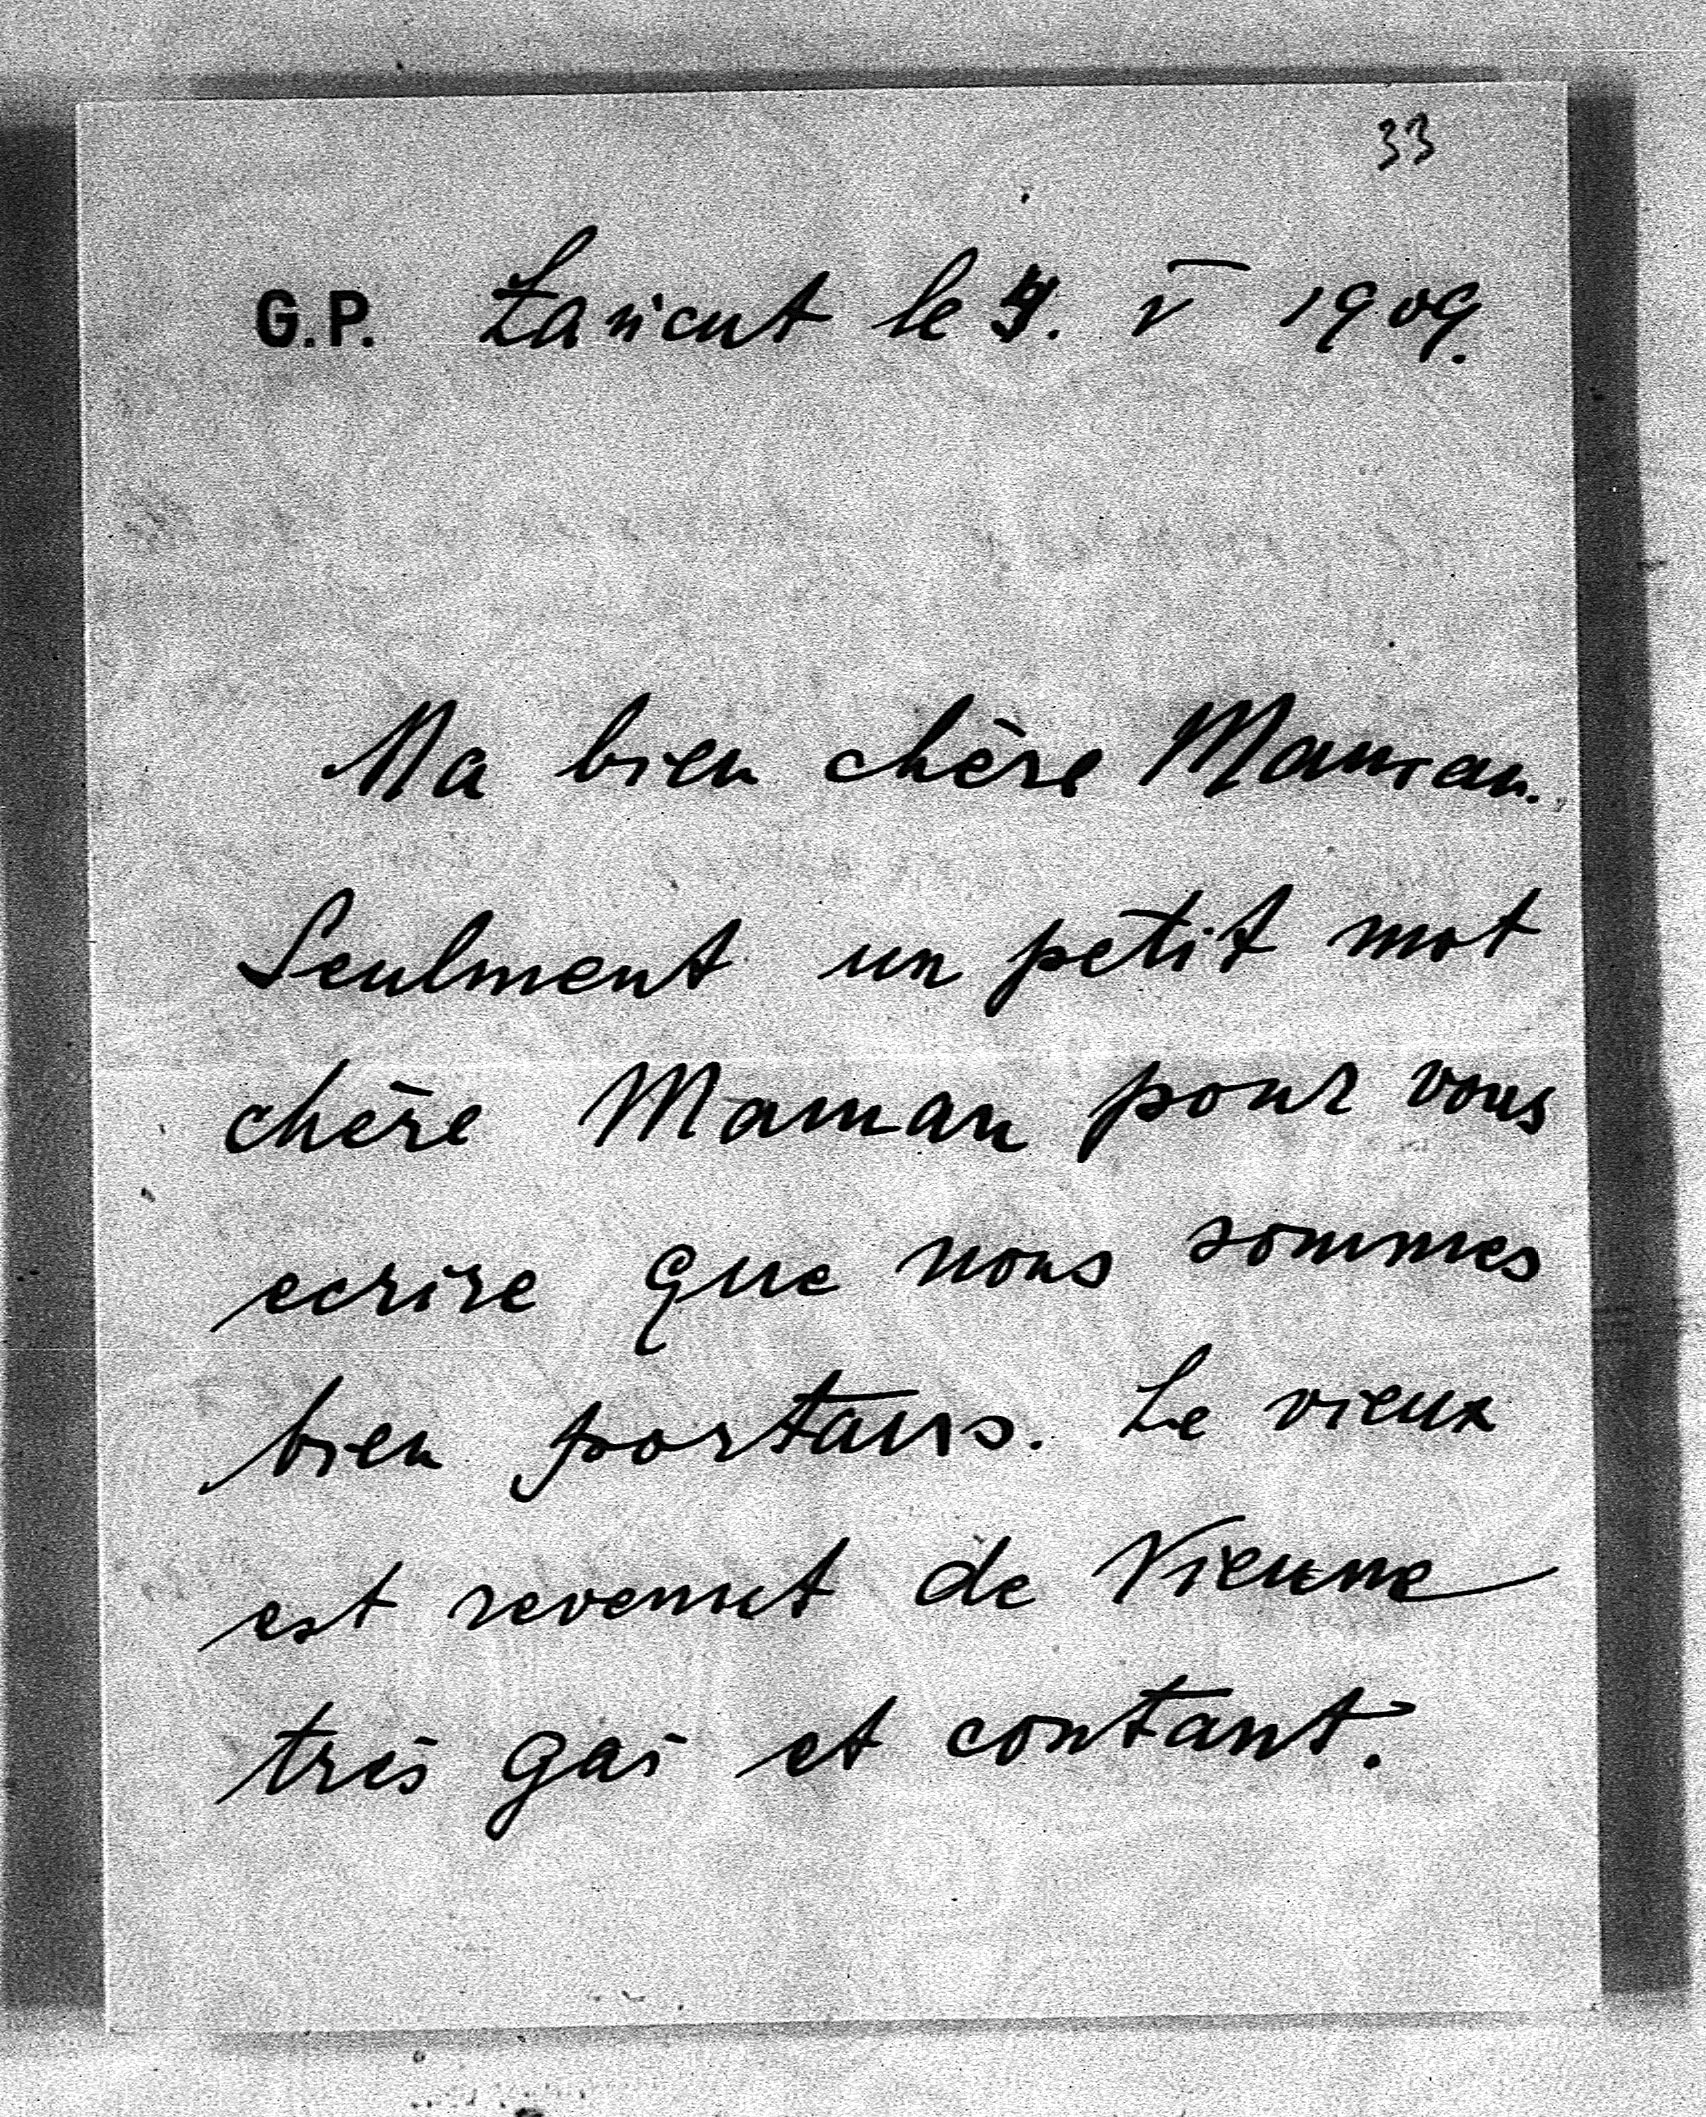 33
G.P. Łańcut le 9. V 1909.
Ma bien chère Maman.
Seulment un petit mot
chère Maman pour vous
ecrire que nous sommes
bien portans. Le vieux
est revenut de Vienne
très gai et contant.